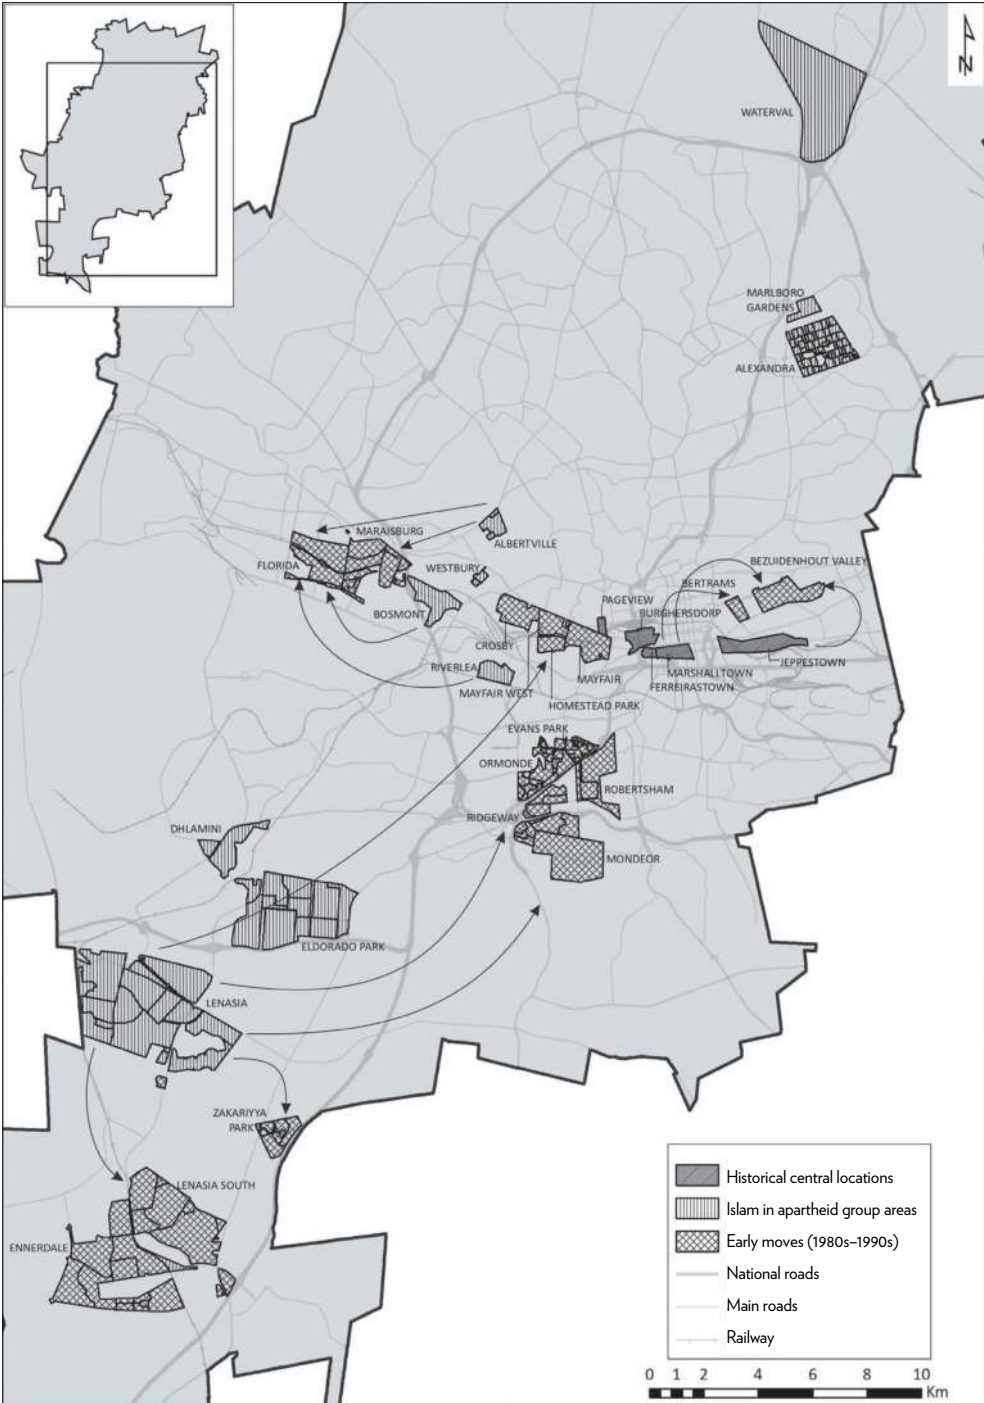 N
WATERVAL
MARLBORO
GARDENS
ALEXANDRA
MARAISBURG
ALBERTVILLE
FLORIDA
WESTBURY
BEZUIDENHOUT VALLEY
BERTRAMS
PAGEVIEW
BURGHERSDORP
BOSMONT
CROSBY
RIVERLEA
MAYFAIR WEST
MAYFAIR
HOMESTEAD PARK
JEPPESTOWN
MARSHALLTOWN
FERREIRASTOWN
EVANS PARK
ORMONDE
ROBERTSHAM
RIDGEWAY
MONDEOR
DHLAMINI
ELDORADO PARK
LENASIA
ZAKARIYYA
PARK
LENASIA SOUTH
ENNERDALE
Historical central locations
Islam in apartheid group areas
Early moves (1980s–1990s)
National roads
Main roads
Railway
0 1 2 4 6 8 10
Km